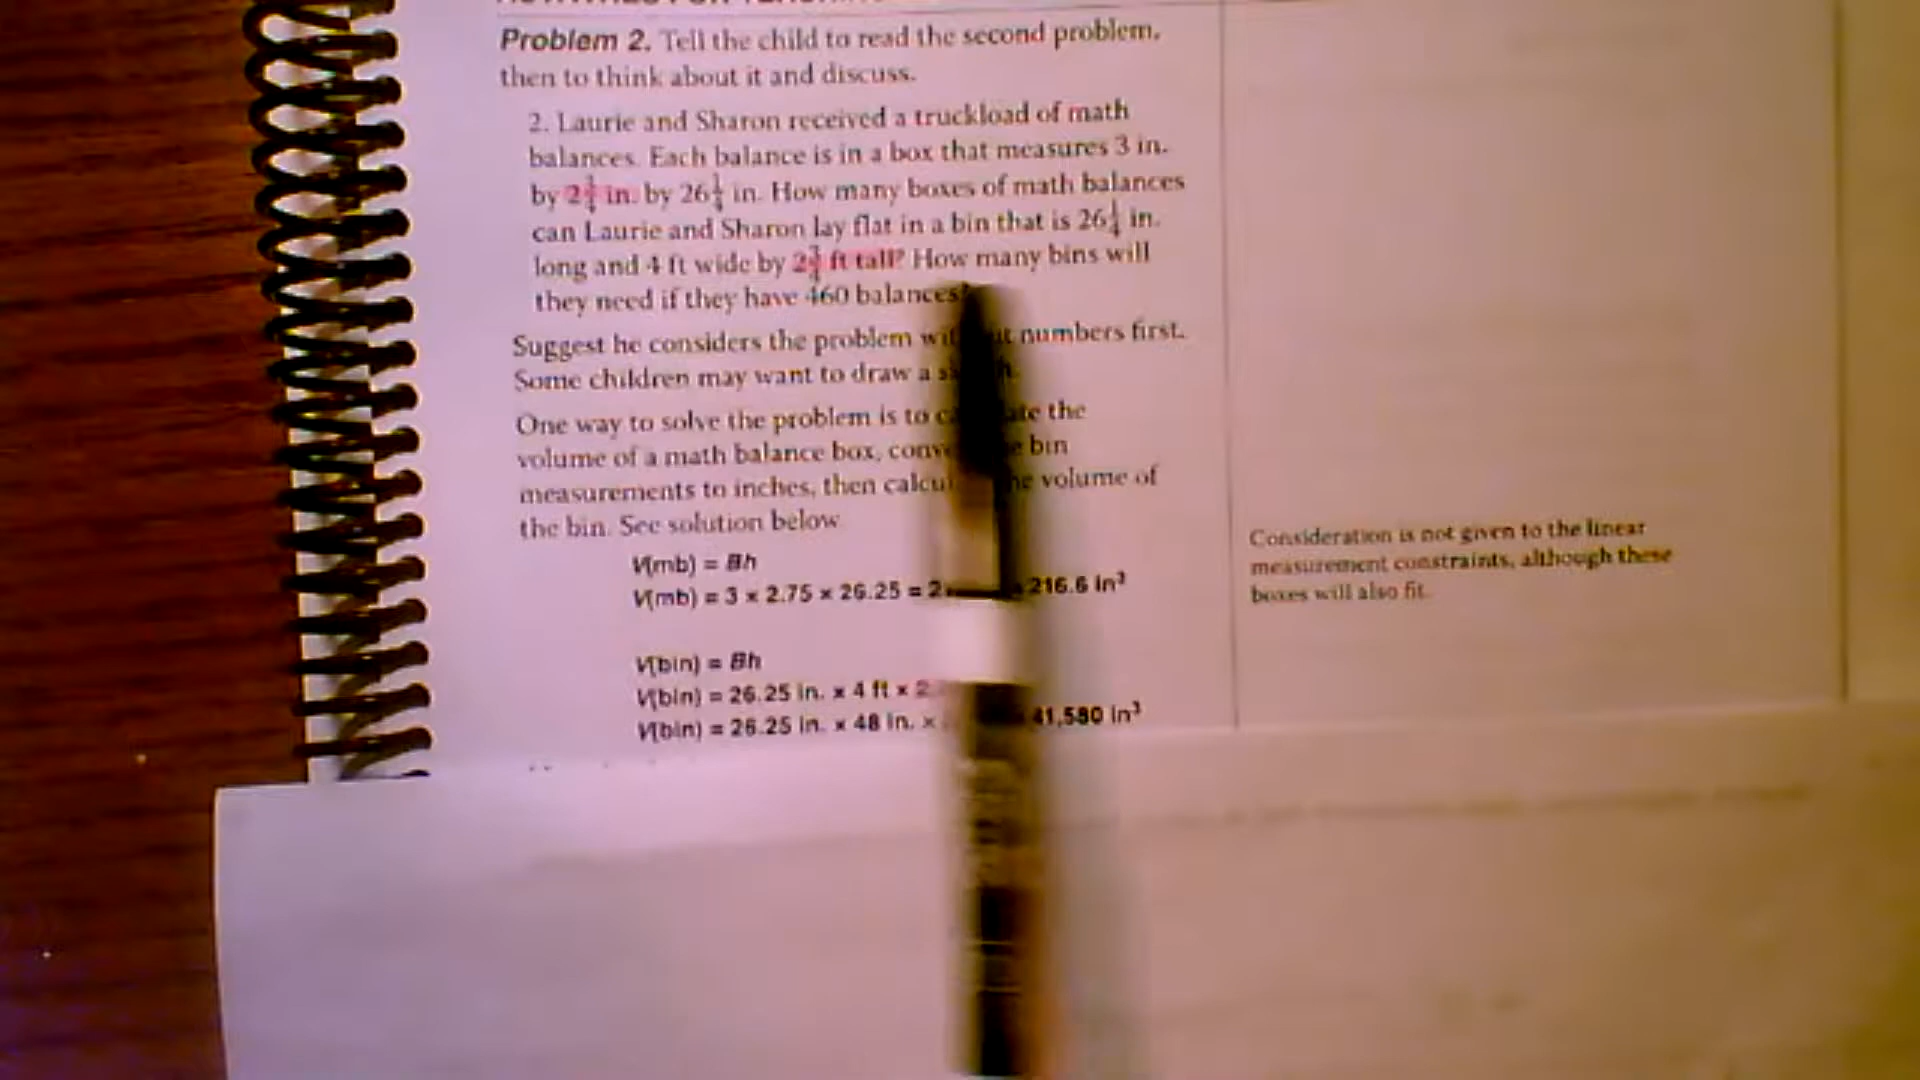 Problem 2. Tell the child to read the second problem,
then to think about it and discuss.
2. Laurie and Sharon received a truckload of math
balances. Each balance is in a box that measures 3 in.
by 2¾ in. by 26¼ in. How many boxes of math balances
can Laurie and Sharon lay flat in a bin that is 26¼ in.
long and 4 ft wide by 2¾ ft tall? How many bins will
they need if they have 460 balances?
Suggest he considers the problem numbers first.
Some children may want to draw a
One way to solve the problem is to the
volume of a math balance box, bin
measurements to inches, then volume of
the bin. See solution below.
V(mb) = Bh
V(mb) = 3 x 2.75 x 26.25 = 216.6 in³
V(bin) = Bh
V(bin) = 26.25 in. x 4 ft x
V(bin) = 26.25 in. x 48 in. x 41,580 in³
Consideration is not given to the linear
measurement constraints, although these
boxes will also fit.